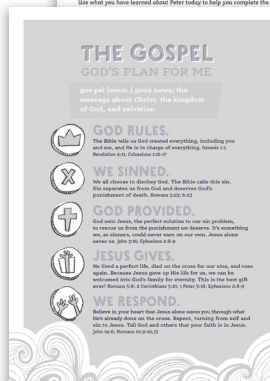 Use what you have learned about Peter today to help you complete the
THE GOSPEL
GOD'S PLAN FOR ME
gos·pel [noun.] good news; the
message about Christ, the kingdom
of God, and salvation
GOD RULES.
The Bible tells us God created everything, including you
and me, and He is in charge of everything. Genesis 1:1;
Revelation 4:11; Colossians 1:16-17
WE SINNED.
We all choose to disobey God. The Bible calls this sin.
Sin separates us from God and deserves God's
punishment of death. Romans 3:23; 6:23
GOD PROVIDED.
God sent Jesus, the perfect solution to our sin problem,
to rescue us from the punishment we deserve. It's something
we, as sinners, could never earn on our own. Jesus alone
saves us. John 3:16; Ephesians 2:8-9
JESUS GIVES.
He lived a perfect life, died on the cross for our sins, and rose
again. Because Jesus gave up His life for us, we can be
welcomed into God's family for eternity. This is the best gift
ever! Romans 5:8; 2 Corinthians 5:21; 1 Peter 3:18; Ephesians 2:8-9
WE RESPOND.
Believe in your heart that Jesus alone saves you through what
He's already done on the cross. Repent, turning from self and
sin to Jesus. Tell God and others that your faith is in Jesus.
John 14:6; Romans 10:9-10,13